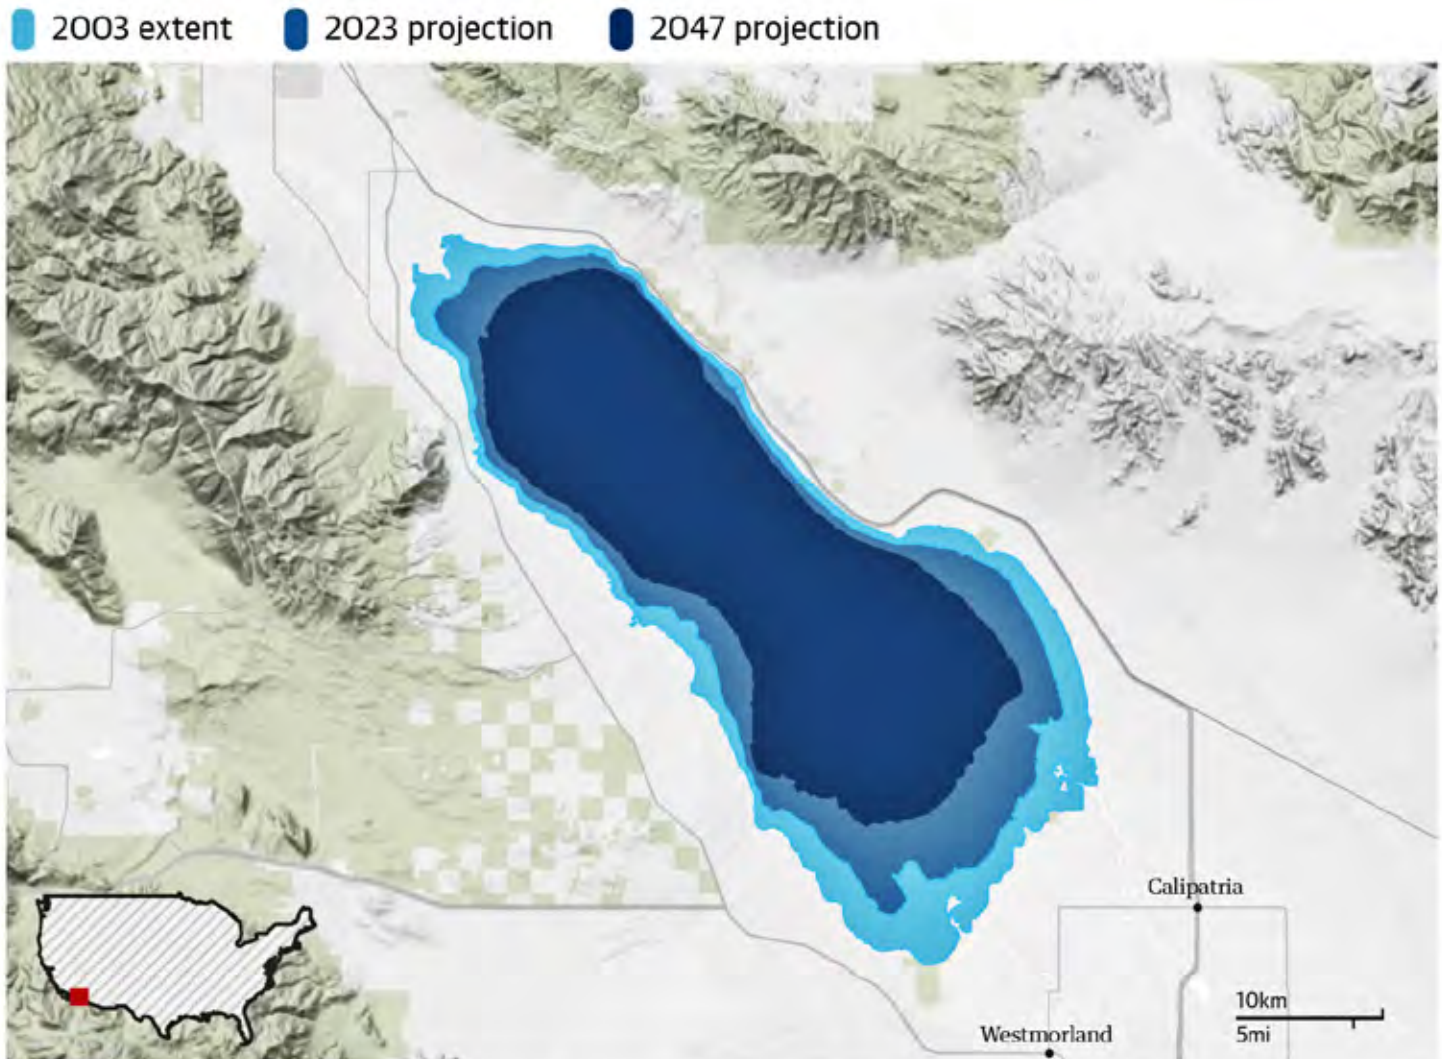 2003 extent 2023 projection 2047 projection
Calipatria
10km
5mi
Westmorland